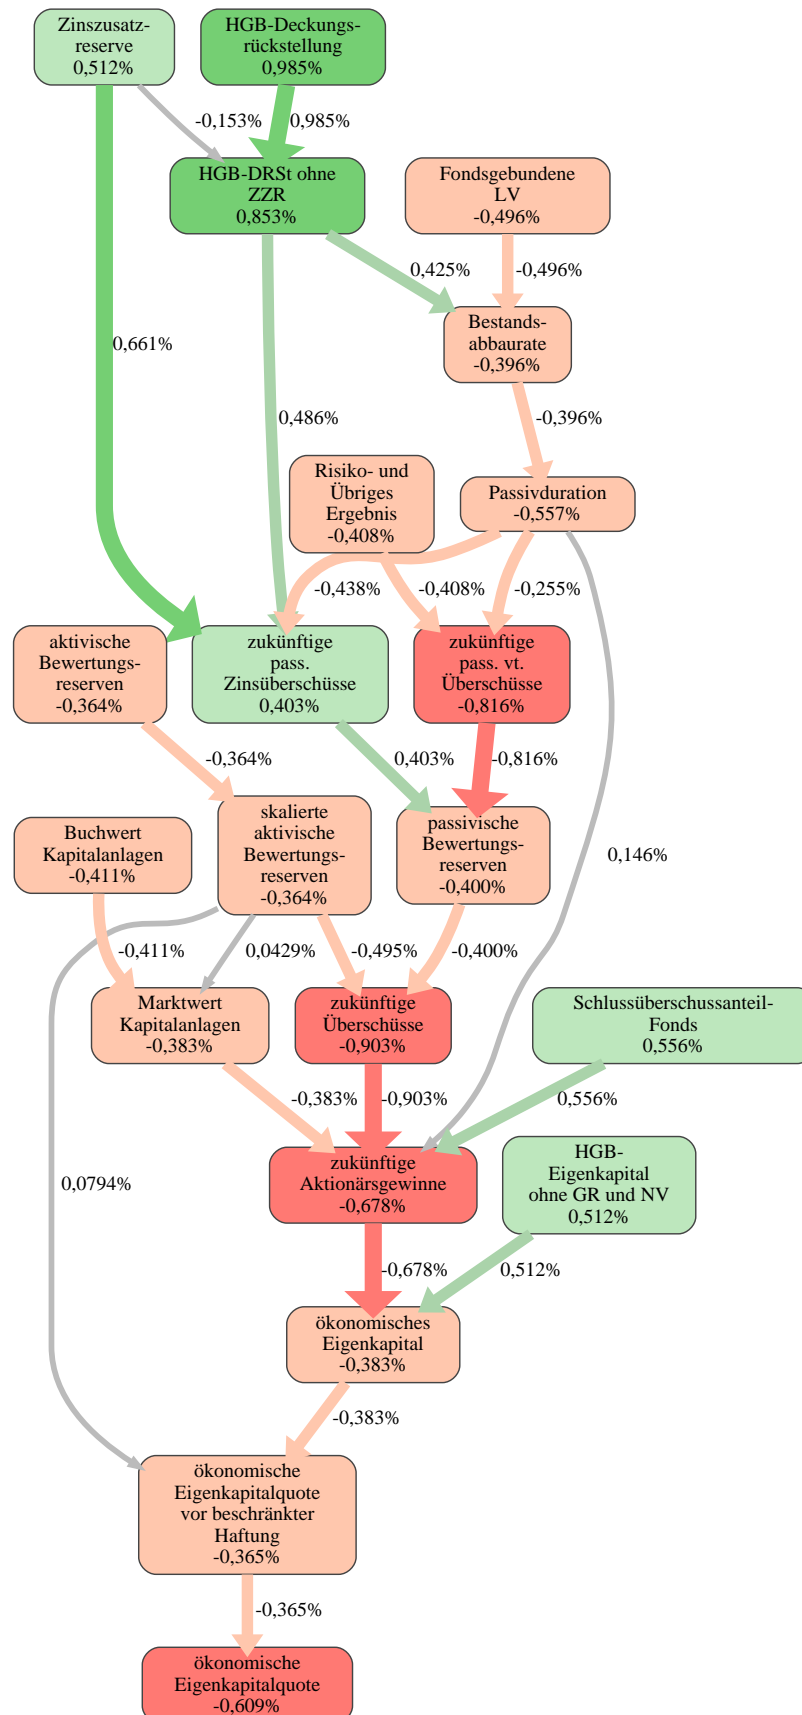 Zinszusatz-
reserve
0,512%
HGB-Deckungs-
rückstellung
0,985%
-0,153%
0,985%
HGB-DRSt ohne
ZZR
0,853%
Fondsgebundene
LV
-0,496%
0,425%
-0,496%
Bestands-
abbaurate
-0,396%
0,661%
0,486%
-0,396%
Risiko- und
Übriges
Ergebnis
-0,408%
Passivduration
-0,557%
-0,438%
-0,408%
-0,255%
aktivische
Bewertungs-
reserven
-0,364%
zukünftige
pass.
Zinsüberschüsse
0,403%
zukünftige
pass. vt.
Überschüsse
-0,816%
-0,364%
0,403%
-0,816%
Buchwert
Kapitalanlagen
-0,411%
skalierte
aktivische
Bewertungs-
reserven
-0,364%
passivische
Bewertungs-
reserven
-0,400%
0,146%
-0,411%
0,0429%
-0,495%
-0,400%
Marktwert
Kapitalanlagen
-0,383%
zukünftige
Überschüsse
-0,903%
Schlussüberschussanteil-
Fonds
0,556%
-0,383%
-0,903%
0,556%
zukünftige
Aktionärsgewinne
-0,678%
HGB-
Eigenkapital
ohne GR und NV
0,512%
0,0794%
-0,678%
0,512%
ökonomisches
Eigenkapital
-0,383%
-0,383%
ökonomische
Eigenkapitalquote
vor beschränkter
Haftung
-0,365%
-0,365%
ökonomische
Eigenkapitalquote
-0,609%